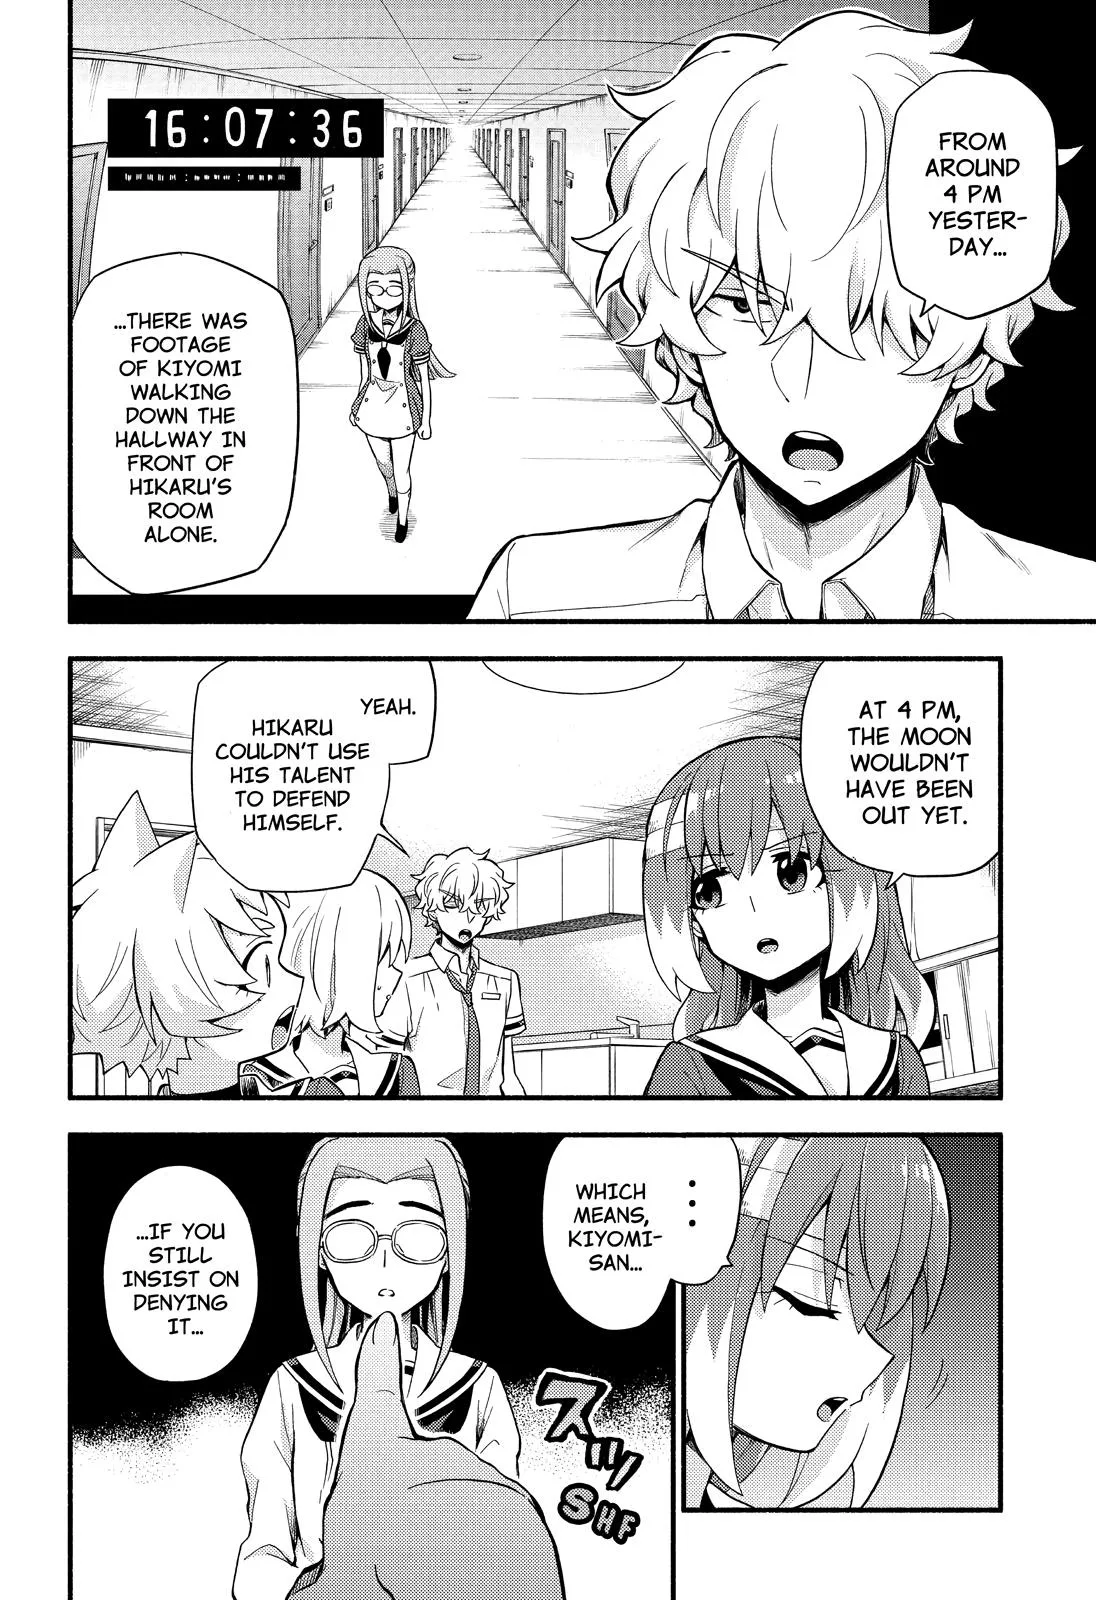 FROM
AROUND
4 PM
YESTER-
DAY...
16:07:36
...THERE WAS
FOOTAGE
OF KIYOMI
WALKING
DOWN THE
HALLWAY IN
FRONT OF
HIKARU'S
ROOM
ALONE.
AT 4 PM,
THE MOON
WOULDN'T
HAVE BEEN
OUT YET.
YEAH.
HIKARU
COULDN'T USE
HIS TALENT
TO DEFEND
HIMSELF.
...
WHICH
MEANS,
KIYOMI-
SAN...
...IF YOU
STILL
INSIST ON
DENYING
IT...
スッ
SHF